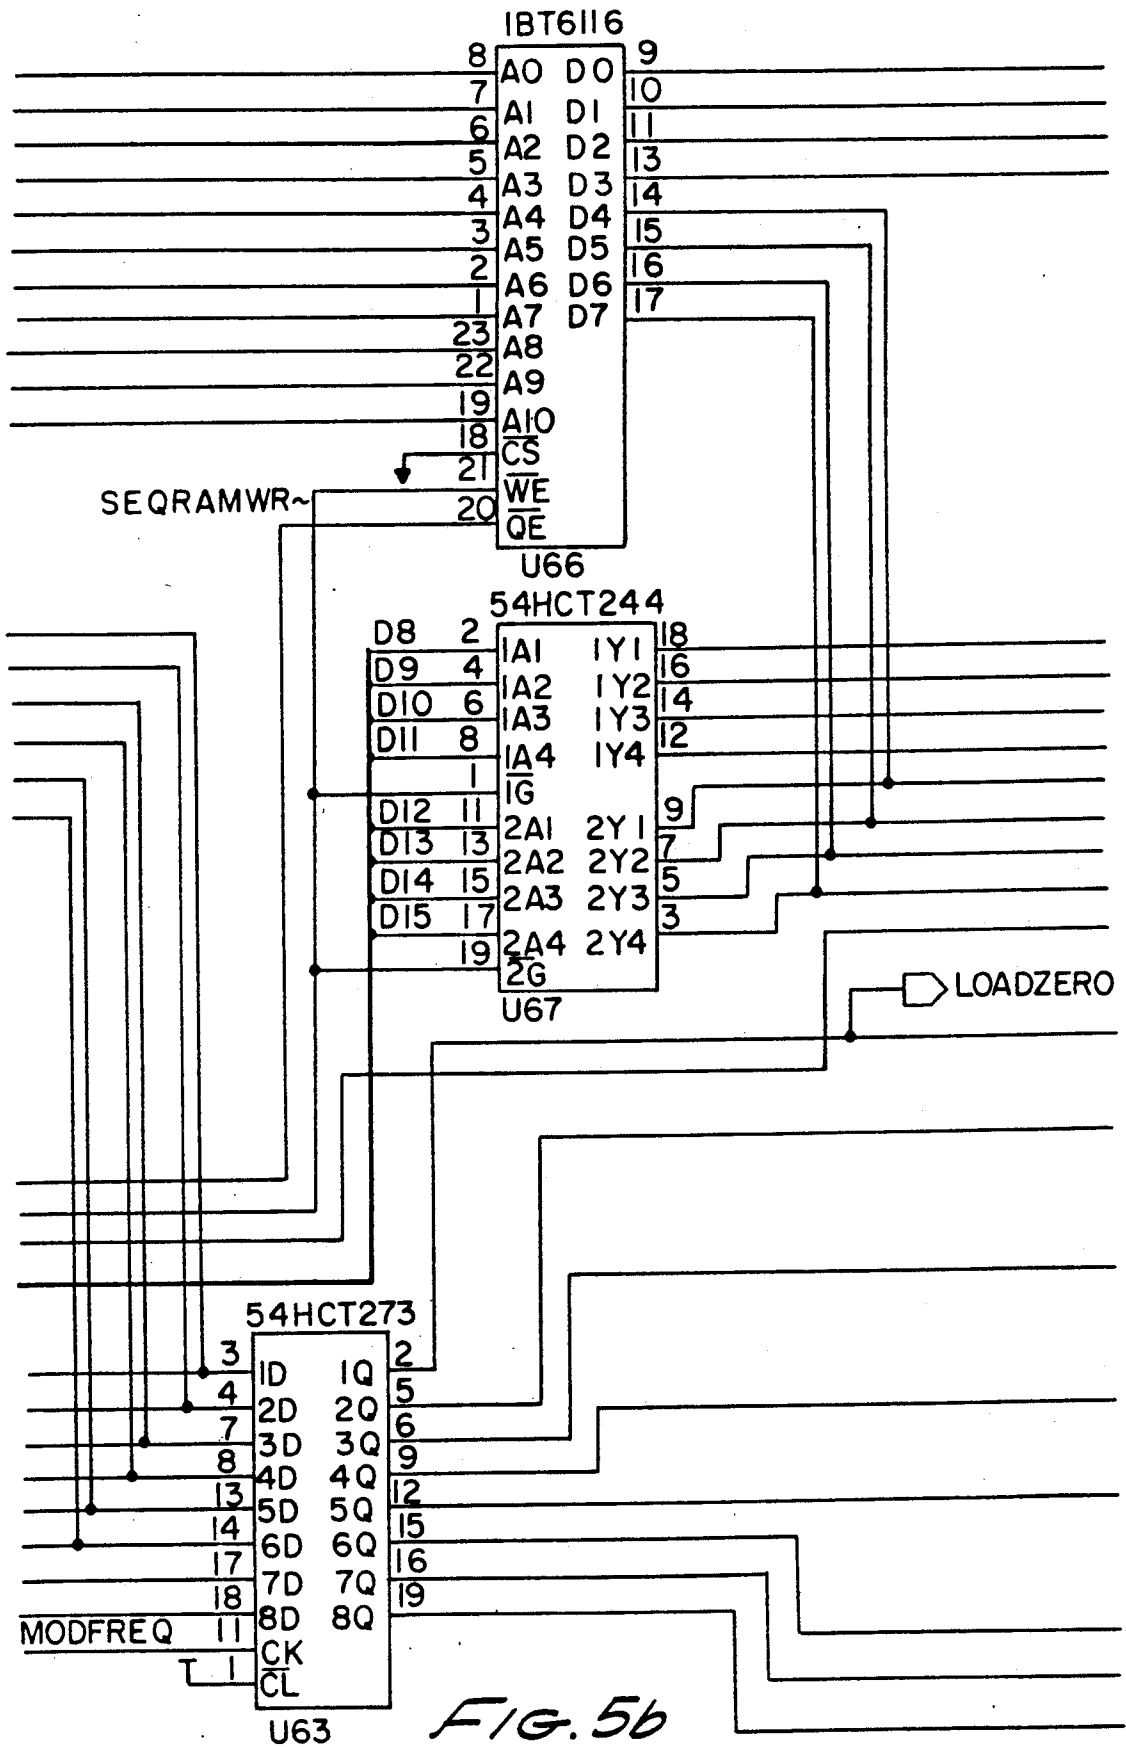 IBT6116
8 A0 D0 9
7 A1 D1 10
6 A2 D2 11
5 A3 D3 13
4 A4 D4 14
3 A5 D5 15
2 A6 D6 16
1 A7 D7 17
23 A8
22 A9
19 A10
18 CS
21 WE
SEQRAMWR~
20 QE
U66
54HCT244
D8 2 1A1 1Y1 18
D9 4 1A2 1Y2 16
D10 6 1A3 1Y3 14
D11 8 1A4 1Y4 12
1 1G
D12 11 2A1 2Y1 9
D13 13 2A2 2Y2 7
D14 15 2A3 2Y3 5
D15 17 2A4 2Y4 3
19 2G
U67
LOADZERO
54HCT273
3 1D 1Q 2
4 2D 2Q 5
7 3D 3Q 6
8 4D 4Q 9
13 5D 5Q 12
14 6D 6Q 15
17 7D 7Q 16
18 8D 8Q 19
MODFREQ 11 CK
1 CL
U63
FIG. 5b